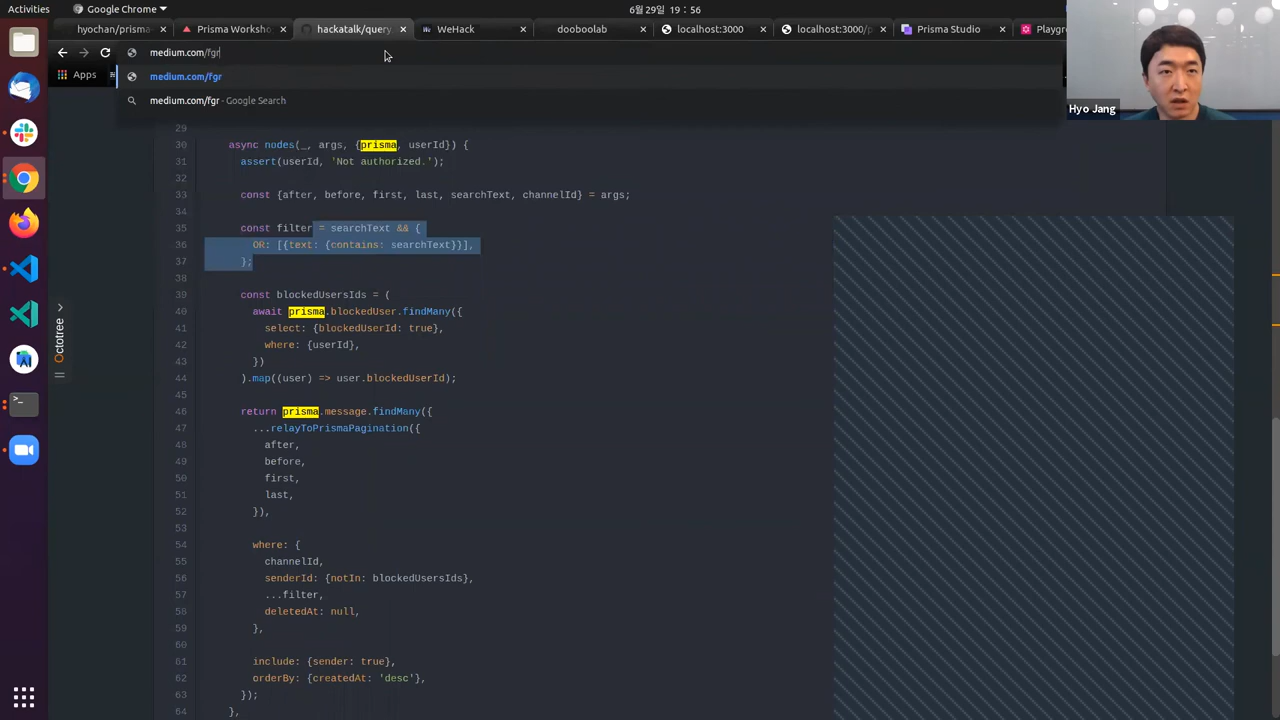 Activities
Google Chrome
6월29일 19:56
hyochan/prisma-
Prisma Worksho
hackatalk/query.
WeHack
dooboolab
localhost:3000
localhost:3000/p
Prisma Studio
Playgr
medium.com/fgr
Apps
medium.com/fgr
medium.com/fgr - Google Search
Hyo Jang
Octotree
29
30 async nodes(_, args, {prisma, userId}) {
31 assert(userId, 'Not authorized.');
32
33 const {after, before, first, last, searchText, channelId} = args;
34
35 const filter = searchText && {
36 OR: [{text: {contains: searchText}}],
37 };
38
39 const blockedUsersIds = (
40 await prisma.blockedUser.findMany({
41 select: {blockedUserId: true},
42 where: {userId},
43 })
44 ).map((user) => user.blockedUserId);
45
46 return prisma.message.findMany({
47 ...relayToPrismaPagination({
48 after,
49 before,
50 first,
51 last,
52 }),
53
54 where: {
55 channelId,
56 senderId: {notIn: blockedUsersIds},
57 ...filter,
58 deletedAt: null,
59 },
60
61 include: {sender: true},
62 orderBy: {createdAt: 'desc'},
63 });
64 },